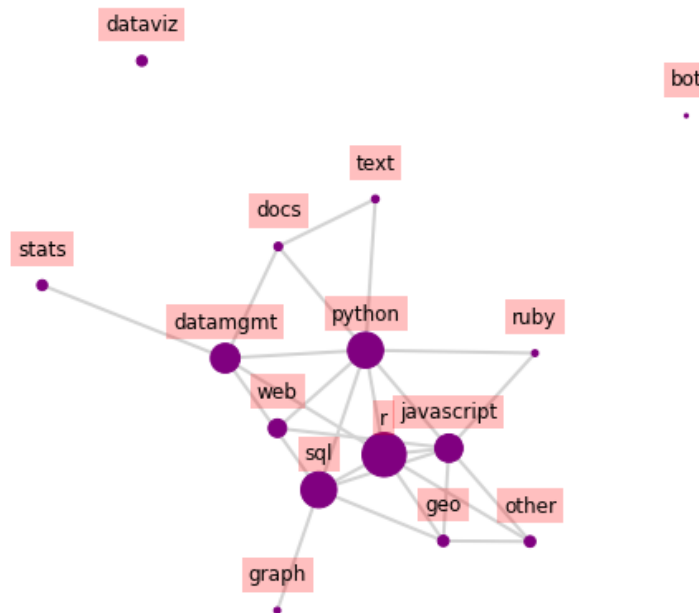 dataviz
bot
text
docs
stats
python
ruby
datamgmt
web
javascript
r
sql
geo
other
graph